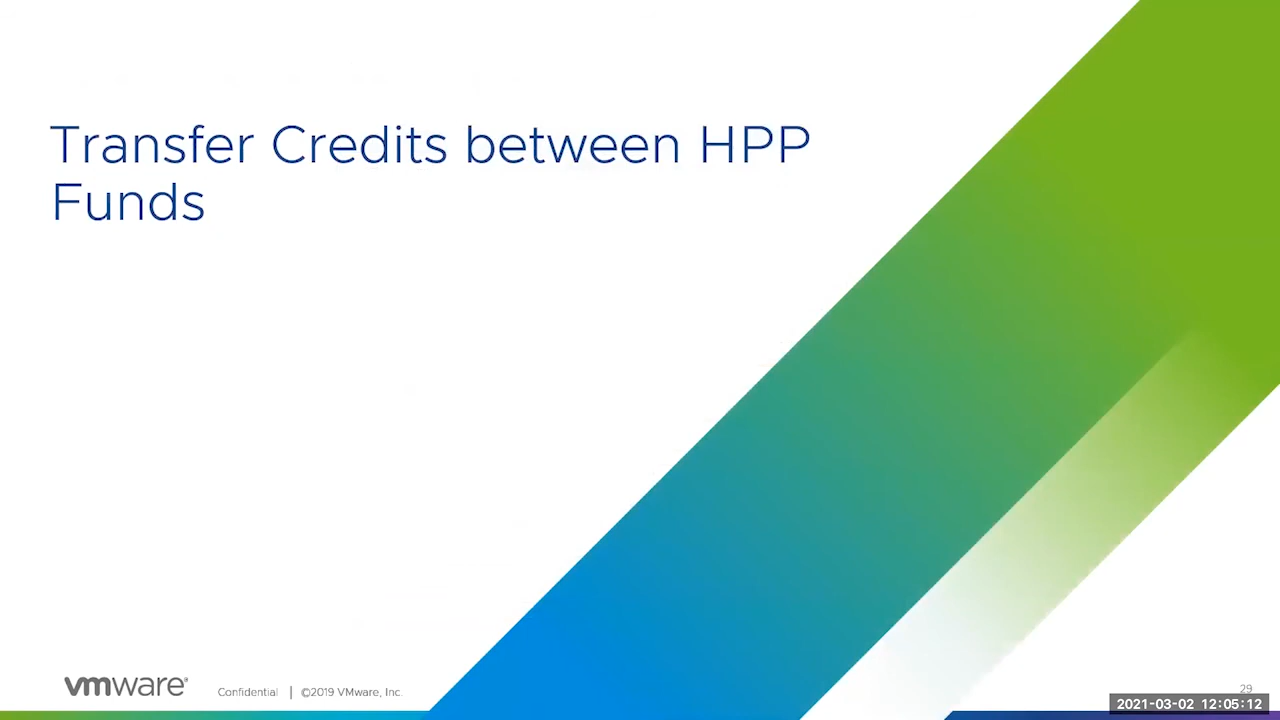 Transfer Credits between HPP
Funds
vmware®
Confidential | ©2019 VMware, Inc.
29
2021-03-02 12:05:12